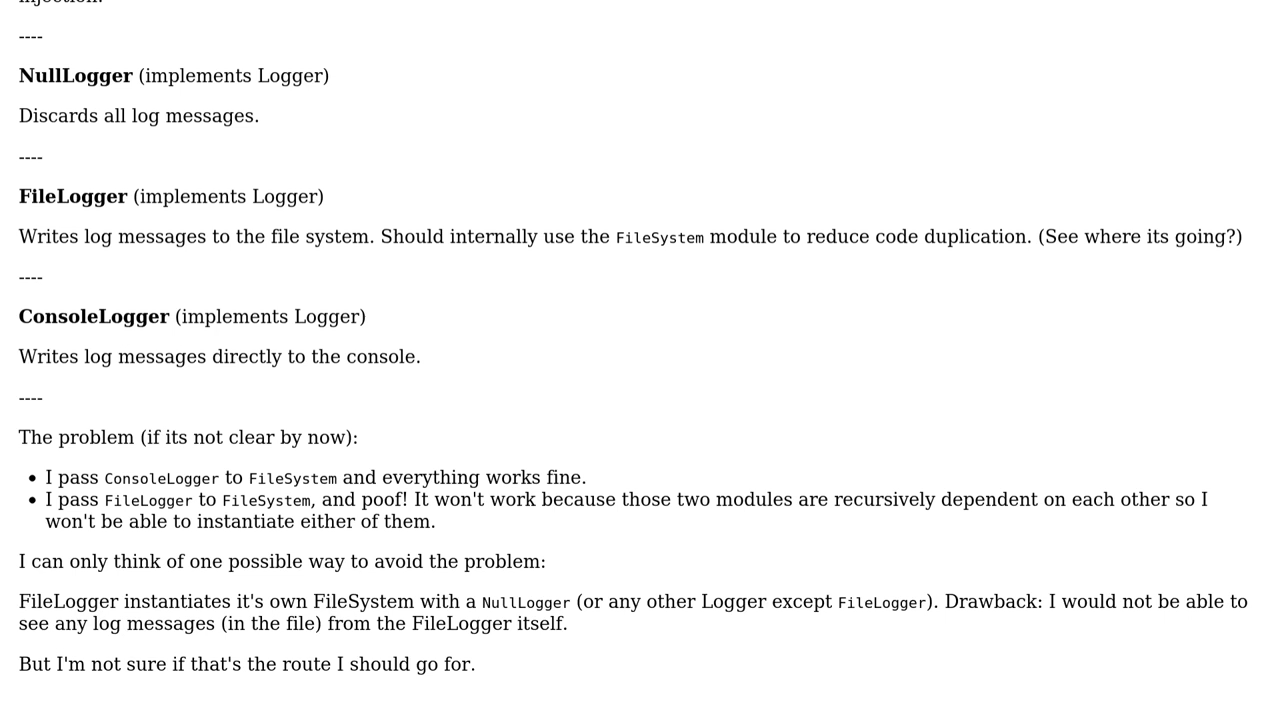 injection.
----
NullLogger (implements Logger)
Discards all log messages.
----
FileLogger (implements Logger)
Writes log messages to the file system. Should internally use the FileSystem module to reduce code duplication. (See where its going?)
----
ConsoleLogger (implements Logger)
Writes log messages directly to the console.
----
The problem (if its not clear by now):
• I pass ConsoleLogger to FileSystem and everything works fine.
• I pass FileLogger to FileSystem, and poof! It won't work because those two modules are recursively dependent on each other so I
won't be able to instantiate either of them.
I can only think of one possible way to avoid the problem:
FileLogger instantiates it's own FileSystem with a NullLogger (or any other Logger except FileLogger). Drawback: I would not be able to
see any log messages (in the file) from the FileLogger itself.
But I'm not sure if that's the route I should go for.